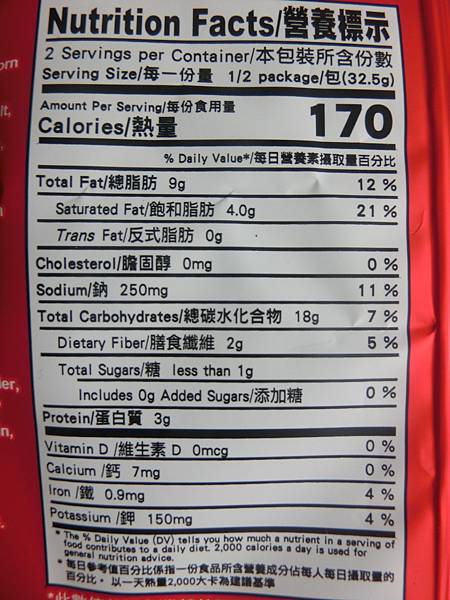 Nutrition Facts/營養標示
2 Servings per Container/本包裝所含份數
Serving Size/每一份量 1/2 package/包(32.5g)
Amount Per Serving/每份食用量
Calories/熱量 170
% Daily Value*/每日營養素攝取量百分比
Total Fat/總脂肪 9g 12 %
Saturated Fat/飽和脂肪 4.0g 21 %
Trans Fat/反式脂肪 0g
Cholesterol/膽固醇 0mg 0 %
Sodium/鈉 250mg 11 %
Total Carbohydrates/總碳水化合物 18g 7 %
Dietary Fiber/膳食纖維 2g 5 %
Total Sugars/糖 less than 1g
Includes 0g Added Sugars/添加糖 0 %
Protein/蛋白質 3g
Vitamin D /維生素 D 0mcg 0 %
Calcium /鈣 7mg 0 %
Iron /鐵 0.9mg 4 %
Potassium /鉀 150mg 4 %
* The % Daily Value (DV) tells you how much a nutrient in a serving of
food contributes to a daily diet. 2,000 calories a day is used for
general nutrition advice.
* 每日參考值百分比係指一份食品所含營養成分佔每人每日攝取量的
百分比。 以一天熱量2,000大卡為建議基準